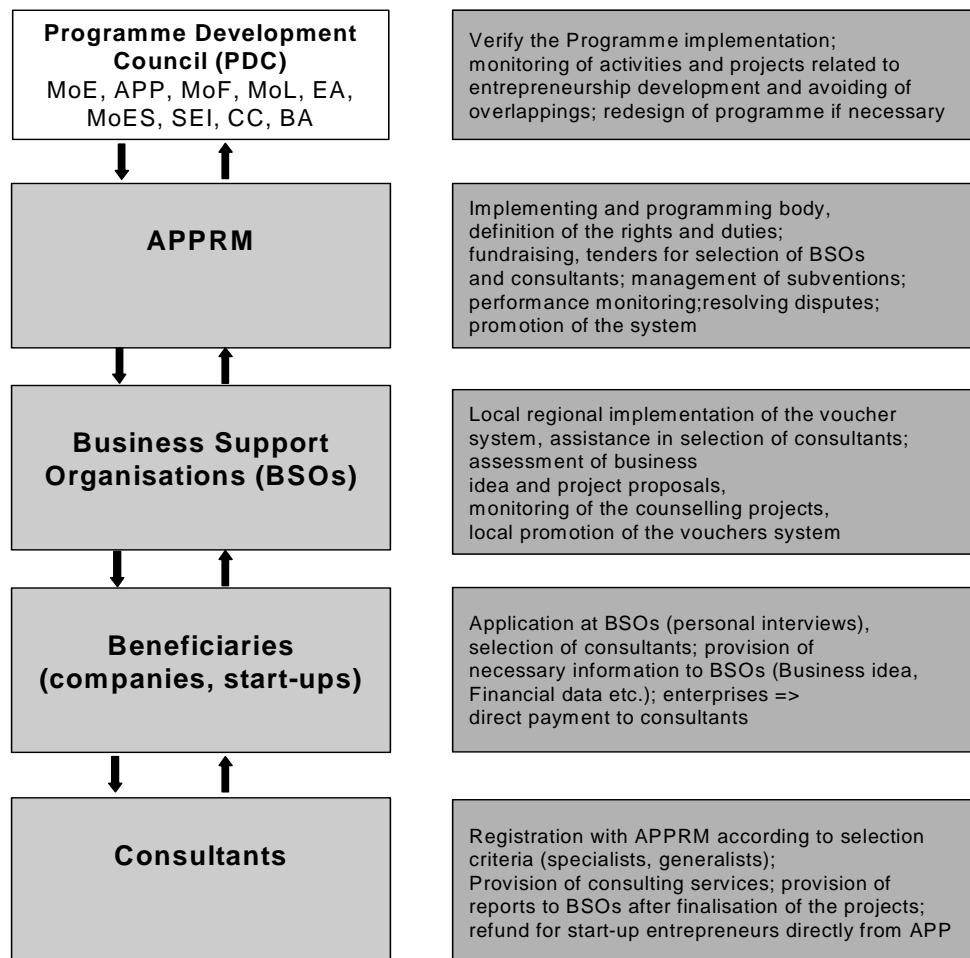 Programme Development
Council (PDC)
MoE, APP, MoF, MoL, EA,
MoES, SEI, CC, BA
Verify the Programme implementation;
monitoring of activities and projects related to
entrepreneurship development and avoiding of
overlappings; redesign of programme if necessary
APPRM
Implementing and programming body,
definition of the rights and duties;
fundraising, tenders for selection of BSOs
and consultants; management of subventions;
performance monitoring;resolving disputes;
promotion of the system
Business Support
Organisations (BSOs)
Local regional implementation of the voucher
system, assistance in selection of consultants;
assessment of business
idea and project proposals,
monitoring of the counselling projects,
local promotion of the vouchers system
Beneficiaries
(companies, start-ups)
Application at BSOs (personal interviews),
selection of consultants; provision of
necessary information to BSOs (Business idea,
Financial data etc.); enterprises =>
direct payment to consultants
Consultants
Registration with APPRM according to selection
criteria (specialists, generalists);
Provision of consulting services; provision of
reports to BSOs after finalisation of the projects;
refund for start-up entrepreneurs directly from APP